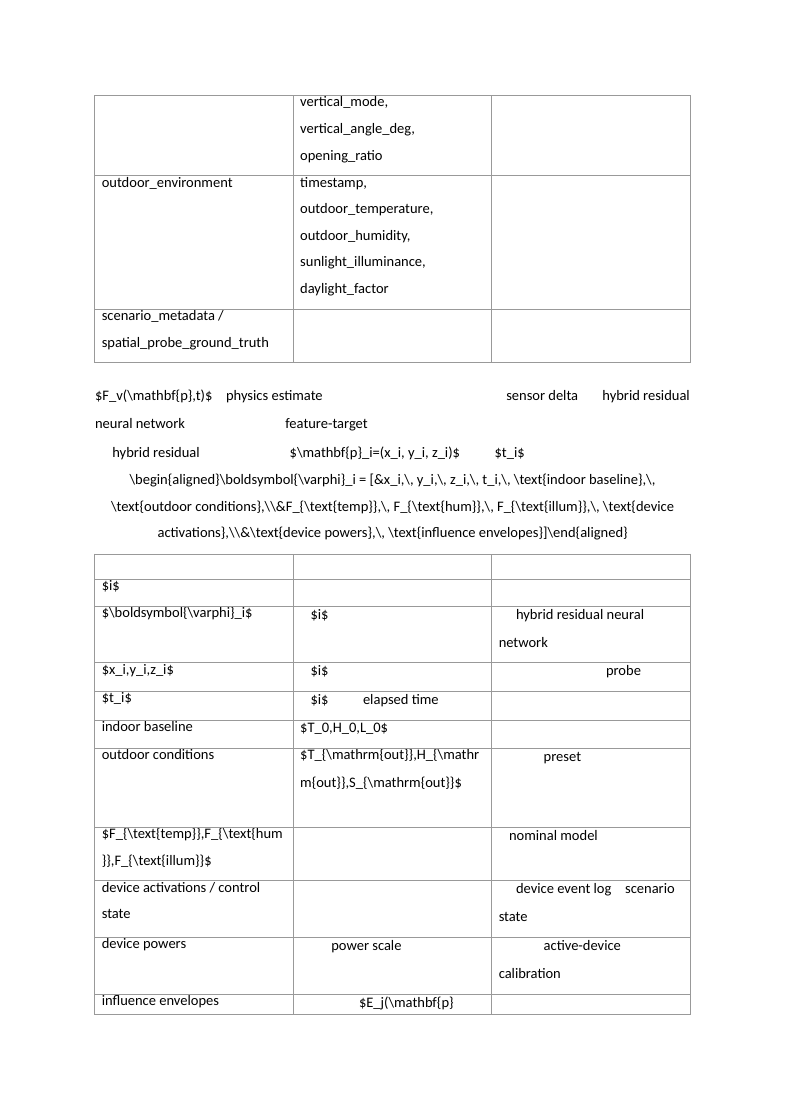 vertical_mode,
vertical_angle_deg,
opening_ratio
outdoor_environment
timestamp,
outdoor_temperature,
outdoor_humidity,
sunlight_illuminance,
daylight_factor
scenario_metadata /
spatial_probe_ground_truth
$F_v(\mathbf{p},t)$ physics estimate sensor delta hybrid residual
neural network feature-target
hybrid residual $\mathbf{p}_i=(x_i, y_i, z_i)$ $t_i$
\begin{aligned}\boldsymbol{\varphi}_i = [&x_i,\, y_i,\, z_i,\, t_i,\, \text{indoor baseline},\,
\text{outdoor conditions},\\&F_{\text{temp}},\, F_{\text{hum}},\, F_{\text{illum}},\, \text{device
activations},\\&\text{device powers},\, \text{influence envelopes}]\end{aligned}
$i$
$\boldsymbol{\varphi}_i$
$i$
hybrid residual neural
network
$x_i,y_i,z_i$
$i$
probe
$t_i$
$i$ elapsed time
indoor baseline
$T_0,H_0,L_0$
outdoor conditions
$T_{\mathrm{out}},H_{\mathr
m{out}},S_{\mathrm{out}}$
preset
$F_{\text{temp}},F_{\text{hum
}},F_{\text{illum}}$
nominal model
device activations / control
state
device event log scenario
state
device powers
power scale
active-device
calibration
influence envelopes
$E_j(\mathbf{p}